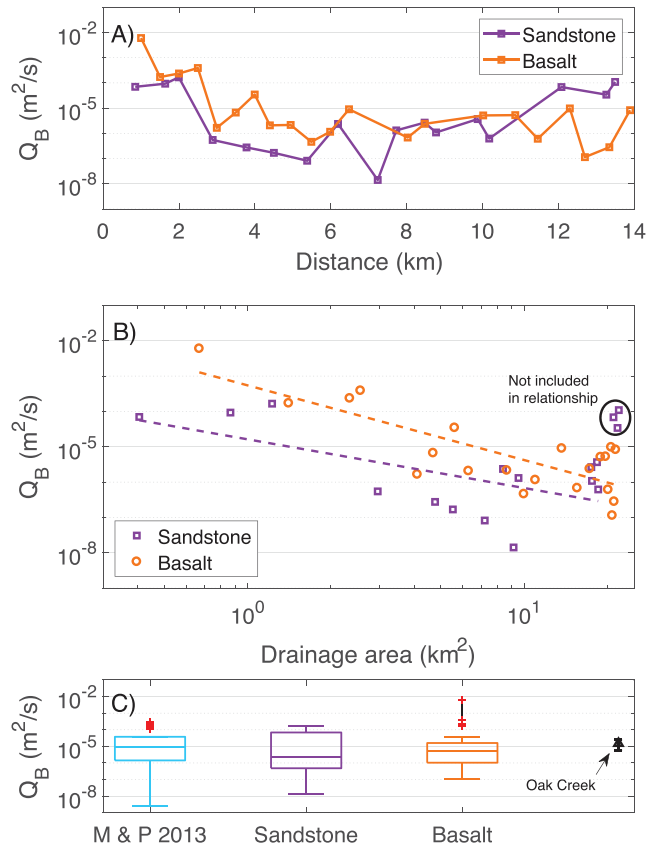 A)
Sandstone
Basalt
10^-2
10^-5
10^-8
Q_B (m^2/s)
0 2 4 6 8 10 12 14
Distance (km)
B)
Not included
in relationship
10^-2
10^-5
10^-8
Q_B (m^2/s)
Sandstone
Basalt
10^0 10^1
Drainage area (km^2)
C)
10^-2
10^-5
10^-8
Q_B (m^2/s)
Oak Creek
M & P 2013 Sandstone Basalt